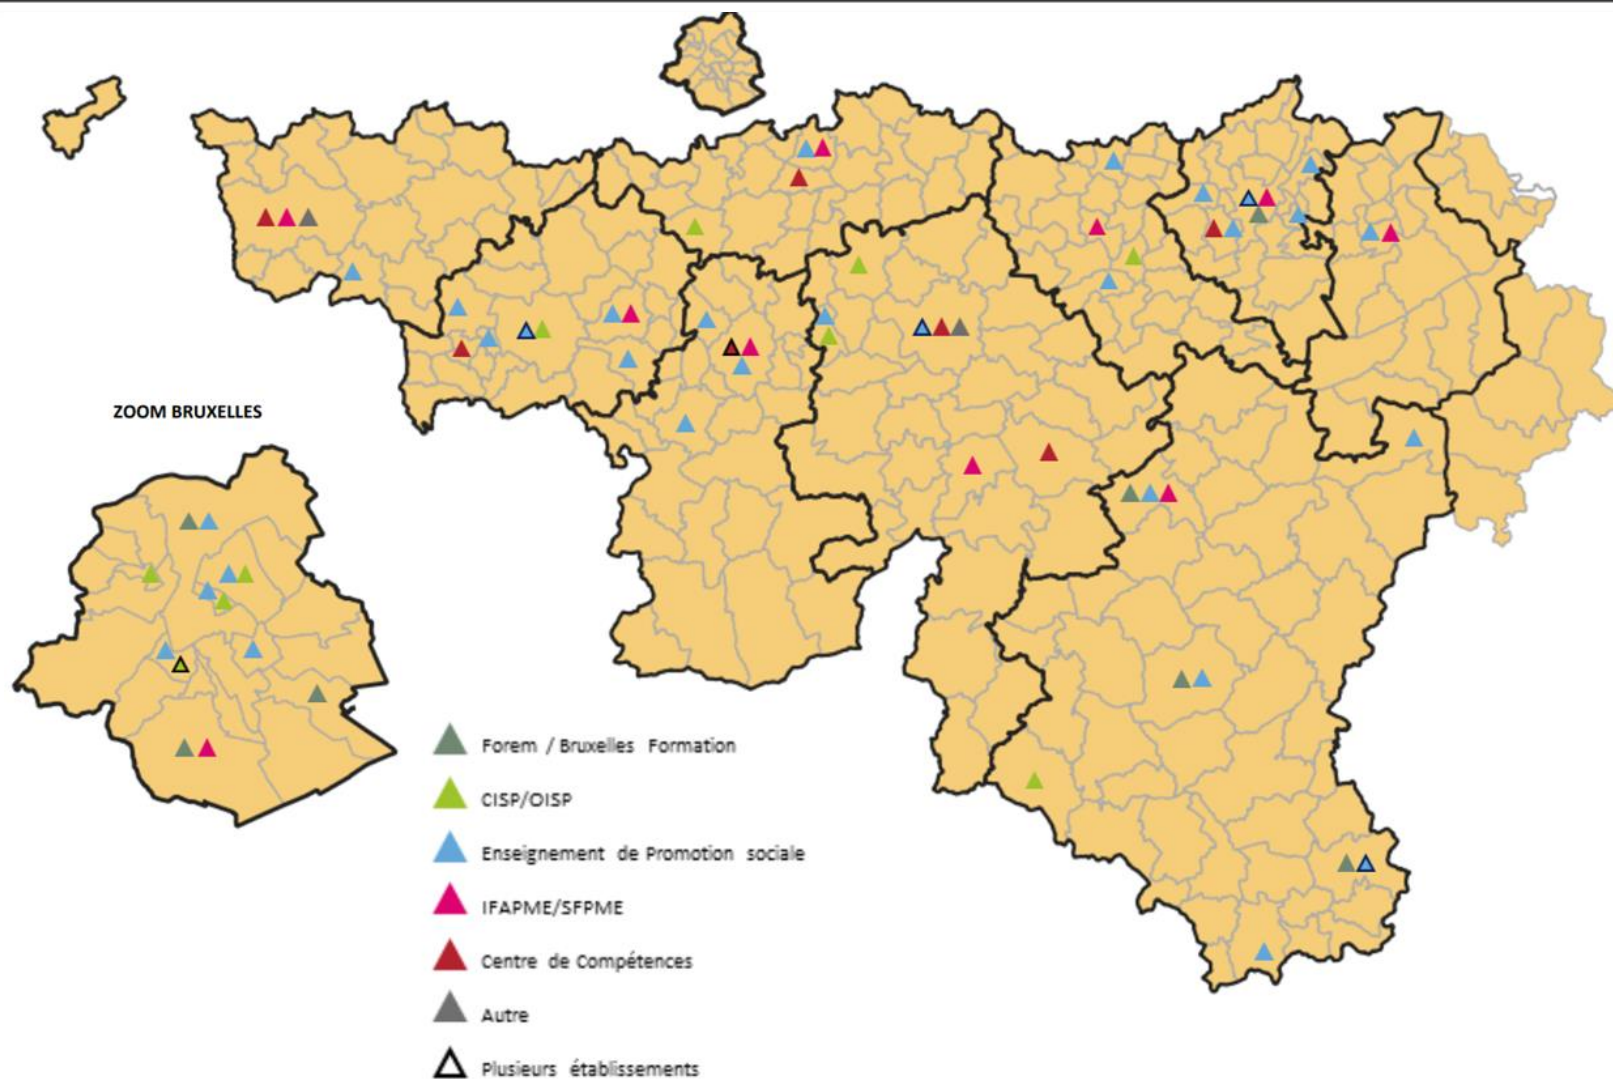 ZOOM BRUXELLES
Forem / Bruxelles Formation
CISP/OISP
Enseignement de Promotion sociale
IFAPME/SFPME
Centre de Compétences
Autre
Plusieurs établissements